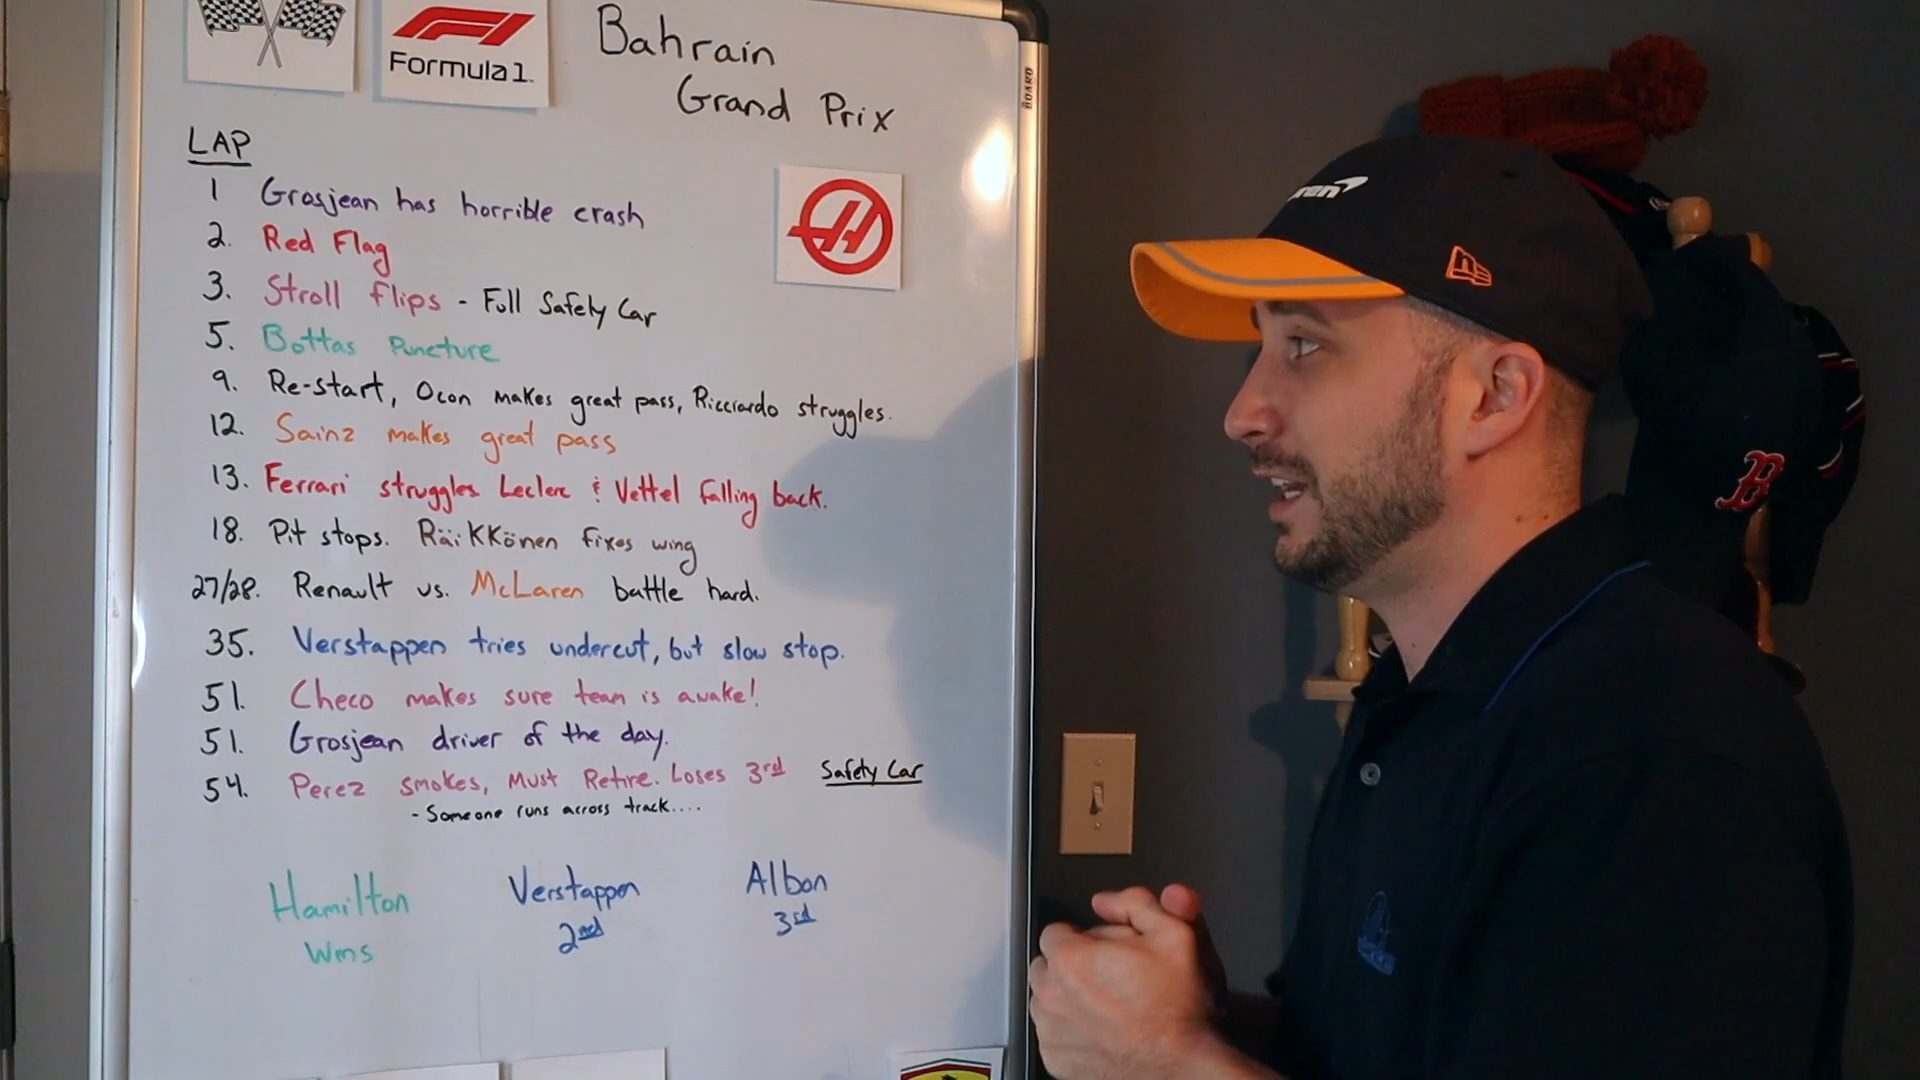 Formula 1
Bahrain
Grand Prix
BOARD
LAP
1 Grosjean has horrible crash
2. Red Flag
3. Stroll flips - Full Safety Car
5. Bottas Puncture
9. Re-start, Ocon makes great pass, Ricciardo struggles.
12. Sainz makes great pass
13. Ferrari struggles Leclerc & Vettel falling back.
18. Pit stops. Räikkönen fixes wing
27/28. Renault vs. McLaren battle hard.
35. Verstappen tries undercut, but slow stop.
51. Checo makes sure team is awake!
51. Grosjean driver of the day.
54. Perez smokes, Must Retire. Loses 3rd Safety Car
- Someone runs across track....
Hamilton Verstappen Albon
Wins 2nd 3rd
B